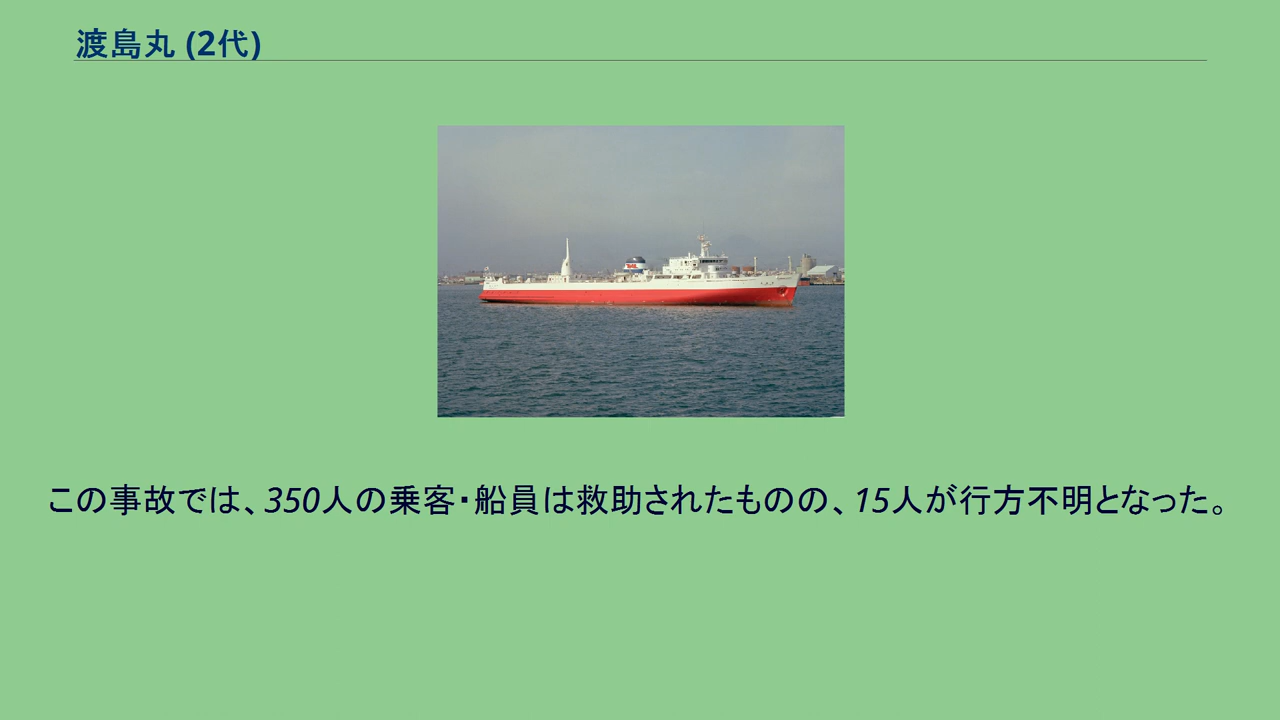 渡島丸 (2代)
この事故では、350人の乗客・船員は救助されたものの、15人が行方不明となった。